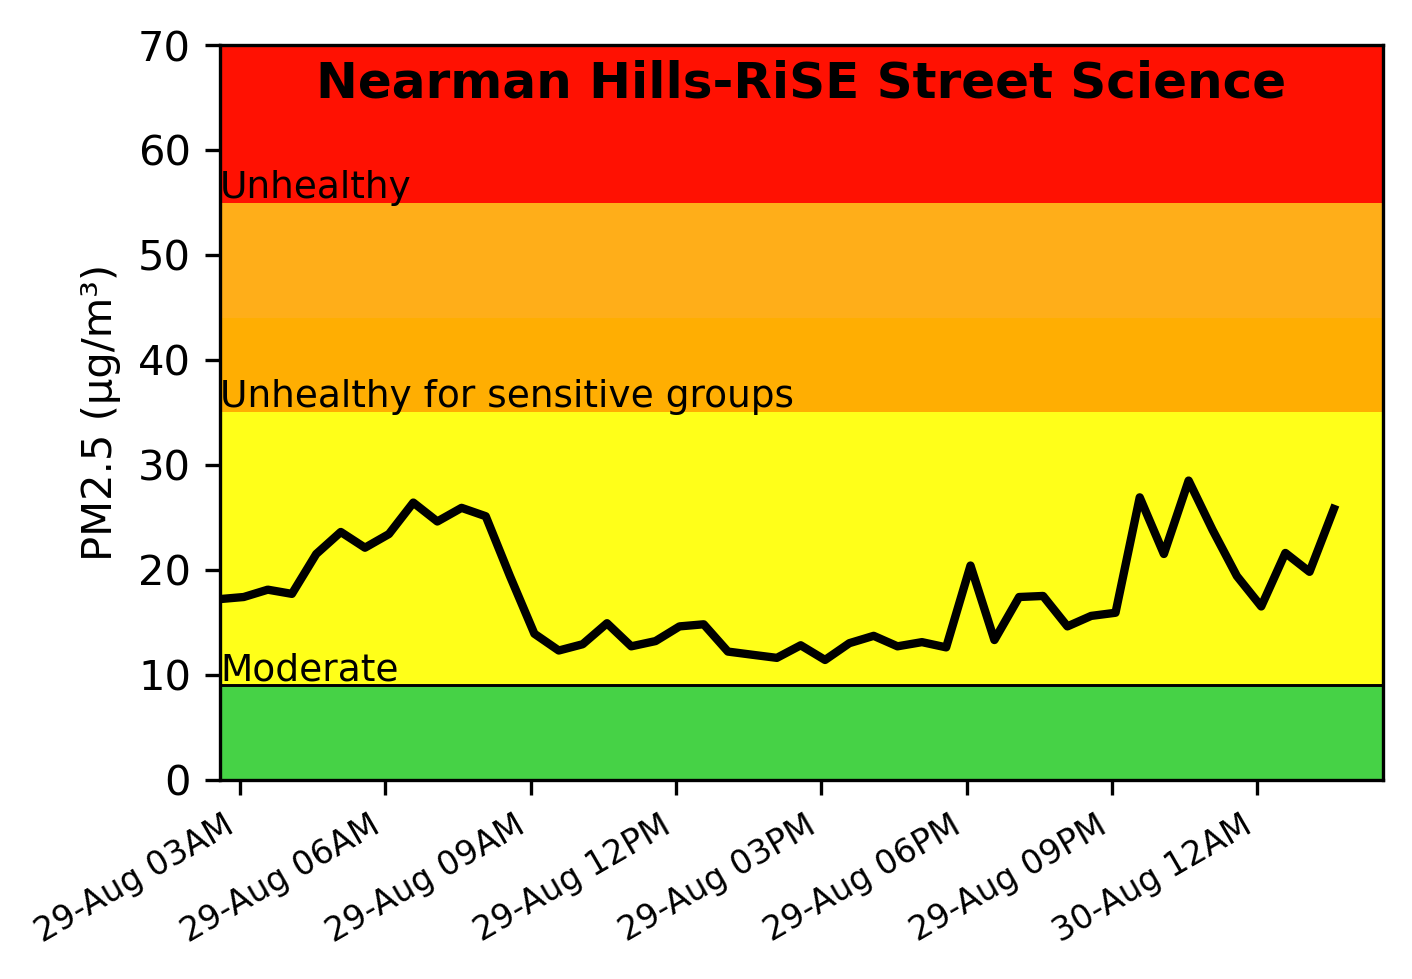 Nearman Hills-RiSE Street Science
PM2.5 (µg/m³)
70
60
50
40
30
20
10
0
Unhealthy
Unhealthy for sensitive groups
Moderate
29-Aug 03AM
29-Aug 06AM
29-Aug 09AM
29-Aug 12PM
29-Aug 03PM
29-Aug 06PM
29-Aug 09PM
30-Aug 12AM